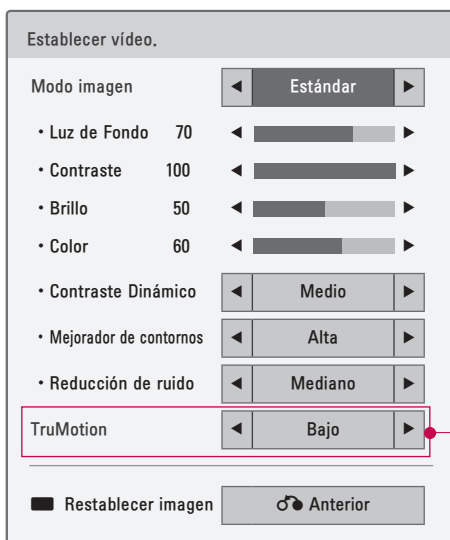 Establecer vídeo.
Modo imagen ◀ Estándar ▶
• Luz de Fondo 70 ◀ ▶
• Contraste 100 ◀ ▶
• Brillo 50 ◀ ▶
• Color 60 ◀ ▶
• Contraste Dinámico ◀ Medio ▶
• Mejorador de contornos ◀ Alta ▶
• Reducción de ruido ◀ Mediano ▶
TruMotion ◀ Bajo ▶
Restablecer imagen Anterior